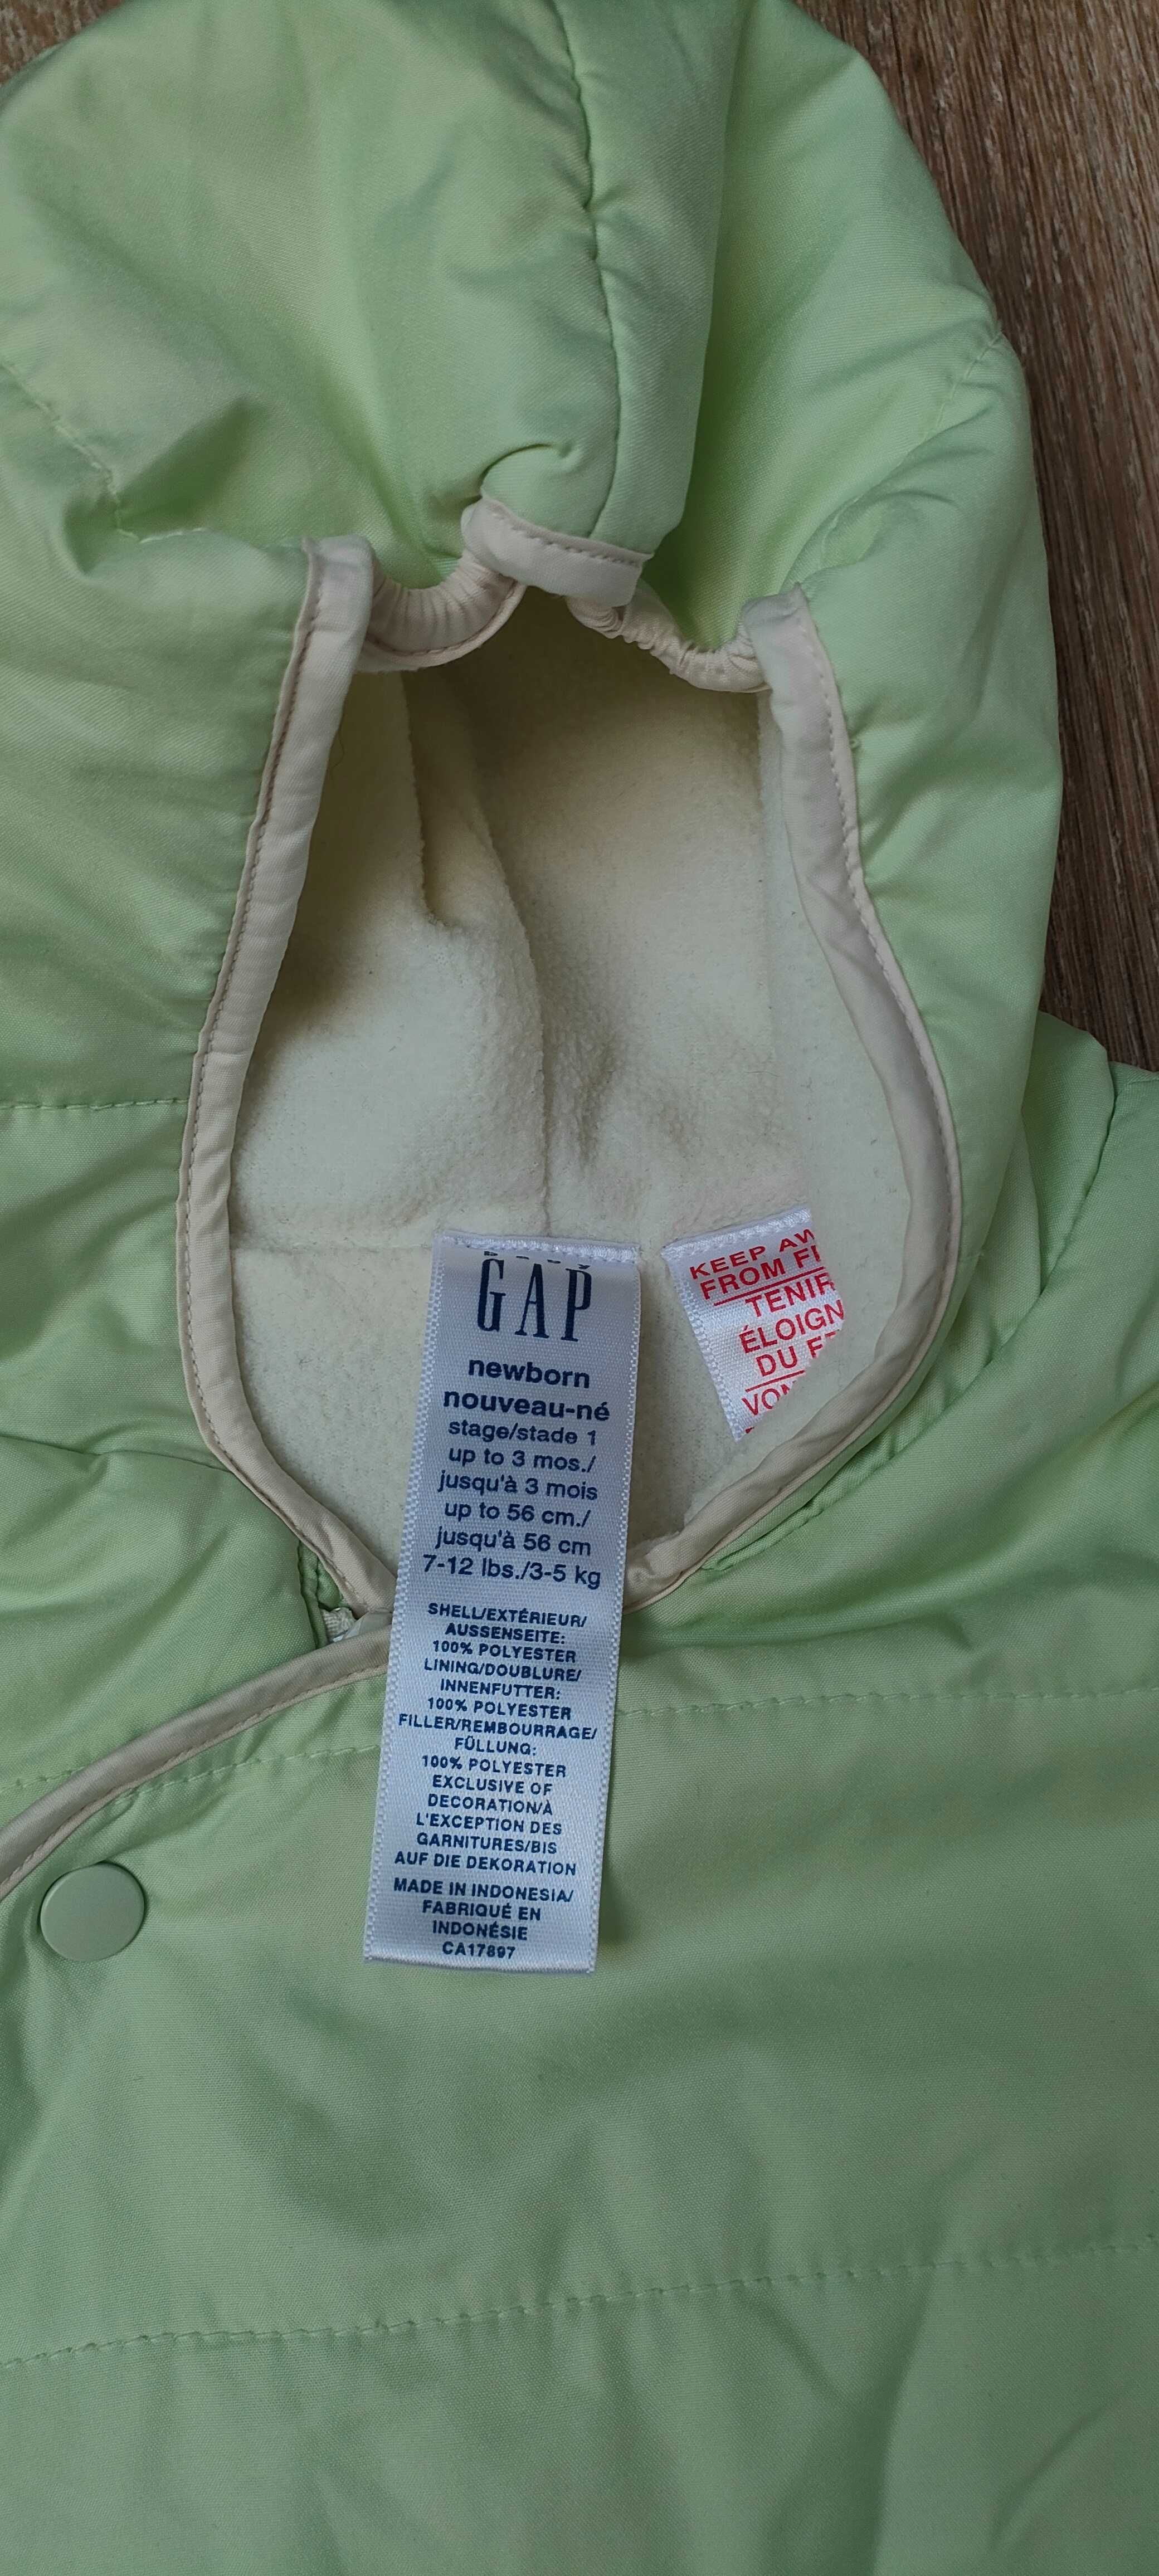 GAP
newborn
nouveau-né
stage/stade 1
up to 3 mos./
jusqu'à 3 mois
up to 56 cm./
jusqu'à 56 cm
7-12 lbs./3-5 kg
SHELL/EXTÉRIEUR/
AUSSENSEITE:
100% POLYESTER
LINING/DOUBLURE/
INNENFUTTER:
100% POLYESTER
FILLER/REMBOURRAGE/
FÜLLUNG:
100% POLYESTER
EXCLUSIVE OF
DECORATION/À
L'EXCEPTION DES
GARNITURES/BIS
AUF DIE DEKORATION
MADE IN INDONESIA/
FABRIQUÉ EN
INDONÉSIE
CA17897
KEEP
FROM
TENIR
ÉLOIGN
DU